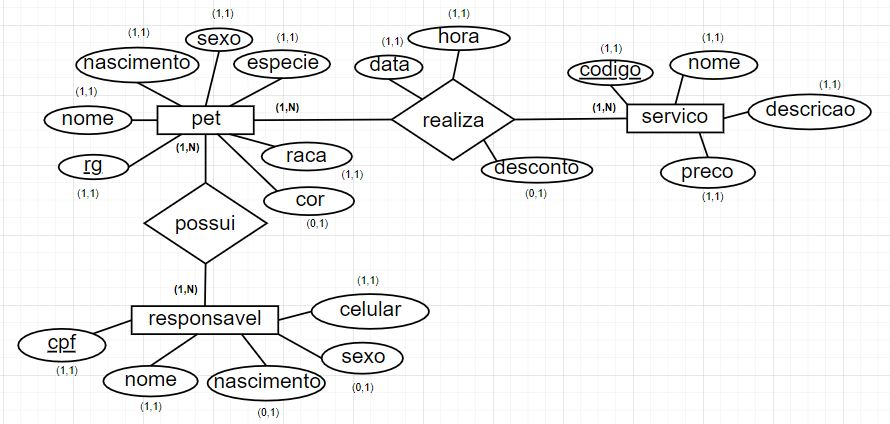 (1,1)
sexo
(1,1)
nascimento
(1,1)
especie
(1,1)
nome
pet
(1,N)
(1,1)
rg
(1,N)
raca
(1,1)
cor
(0,1)
possui
(1,1)
data
(1,1)
hora
realiza
desconto
(0,1)
(1,N)
servico
(1,1)
codigo
(1,1)
nome
(1,1)
descricao
preco
(1,1)
(1,N)
responsavel
(1,1)
celular
cpf
(1,1)
nome
(1,1)
nascimento
(0,1)
sexo
(0,1)